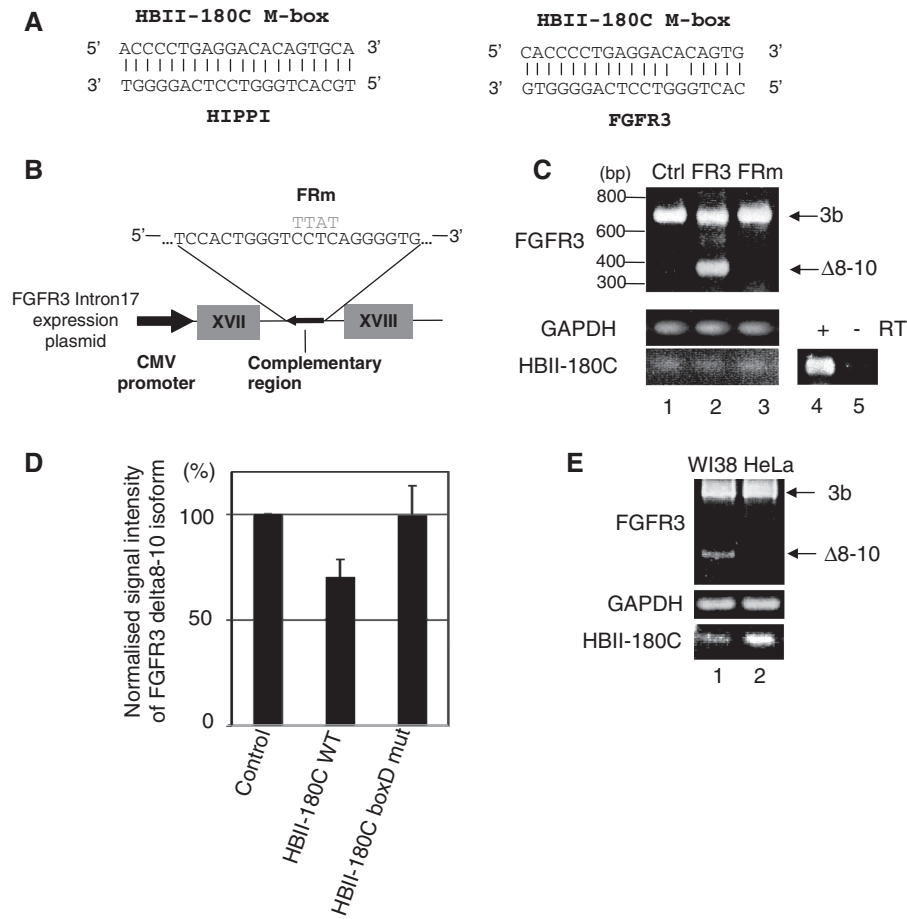 A
HBII-180C M-box
5’ ACCCCTGAGGACACAGTGCA 3’
3’ TGGGGACTCCTGGGTCACGT 5’
HIPPI
HBII-180C M-box
5’ CACCCCTGAGGACACAGTG 3’
3’ GTGGGGACTCCTGGGTCAC 5’
FGFR3
B
FRm
TTAT
5’ ...TCCACTGGGTCCTCAGGGGTG... 3’
FGFR3 Intron17
expression
plasmid
XVII
XVIII
CMV
promoter
Complementary
region
C
(bp) Ctrl FR3 FRm
800
600
400
300
FGFR3
3b
Δ8-10
GAPDH
+ - RT
HBII-180C
1 2 3 4 5
D
(%)
100
50
0
Normalised signal intensity
of FGFR3 delta8-10 isoform
Control
HBII-180C WT
HBII-180C boxD mut
E
WI38 HeLa
FGFR3
3b
Δ8-10
GAPDH
HBII-180C
1 2